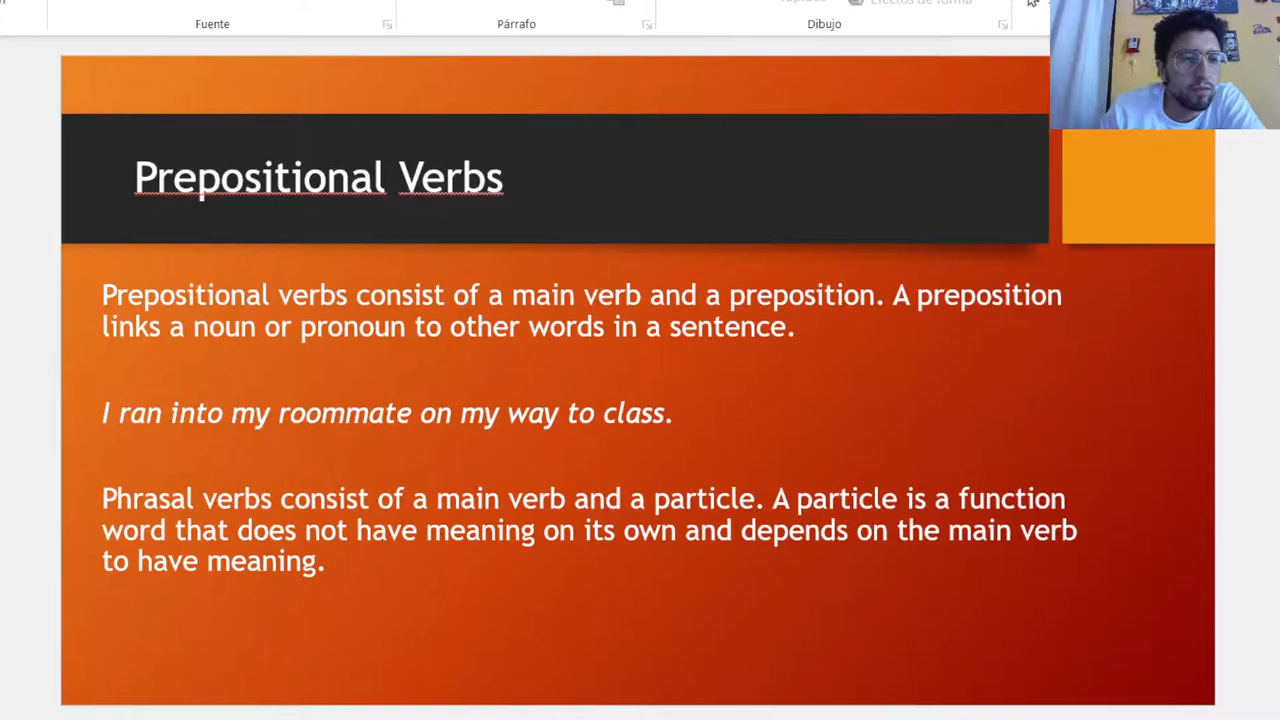 Efectos de forma
Fuente
Párrafo
Dibujo
Prepositional Verbs
Prepositional verbs consist of a main verb and a preposition. A preposition
links a noun or pronoun to other words in a sentence.
I ran into my roommate on my way to class.
Phrasal verbs consist of a main verb and a particle. A particle is a function
word that does not have meaning on its own and depends on the main verb
to have meaning.